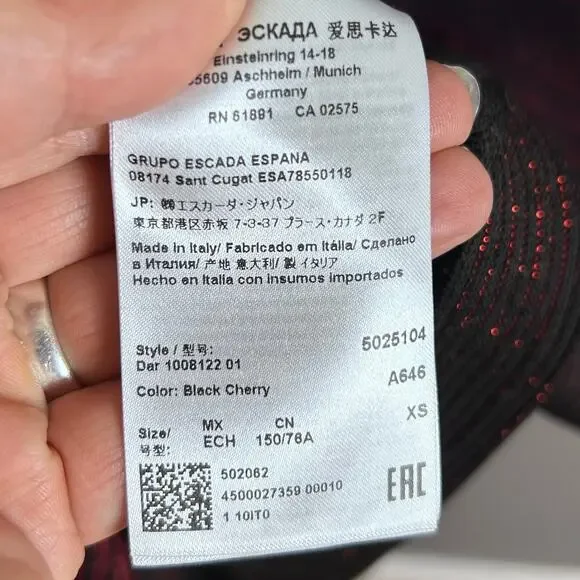 ЭСКАДА 爱思卡达
Einsteinring 14-18
Aschheim / Munich
Germany
RN 61891 CA 02575
GRUPO ESCADA ESPANA
08174 Sant Cugat ESA78550118
JP: ㈱エスカーダ・ジャパン
東京都港区赤坂 7-3-37 プラース・カナダ 2F
Made in Italy/ Fabricado em Itália/ Сделано
в Италии/ 产地 意大利/ 製 イタリア
Hecho en Italia con insumos importados
Style / 型号: 5025104
Dar 1008122 01
Color: Black Cherry A646
XS
Size/ MX CN
号型: ECH 150/76A
502062
4500027359 00010
1 10IT0
EAC